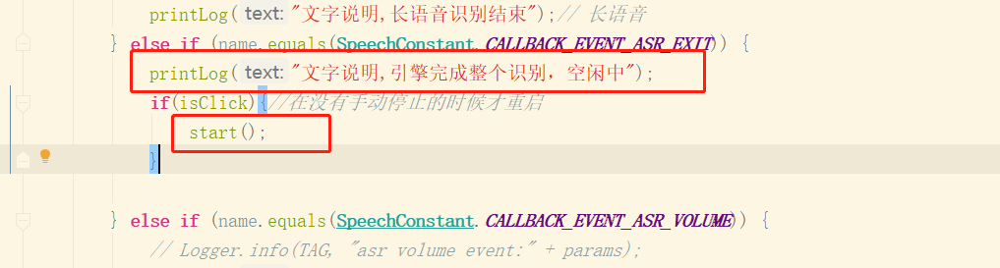 printLog( text: "文字说明,长语音识别结束");// 长语音
} else if (name.equals(SpeechConstant.CALLBACK_EVENT_ASR_EXIT)) {
printLog( text: "文字说明,引擎完成整个识别，空闲中");
if(isClick){//在没有手动停止的时候才重启
start();
}
} else if (name.equals(SpeechConstant.CALLBACK_EVENT_ASR_VOLUME)) {
// Logger.info(TAG, "asr volume event:" + params);